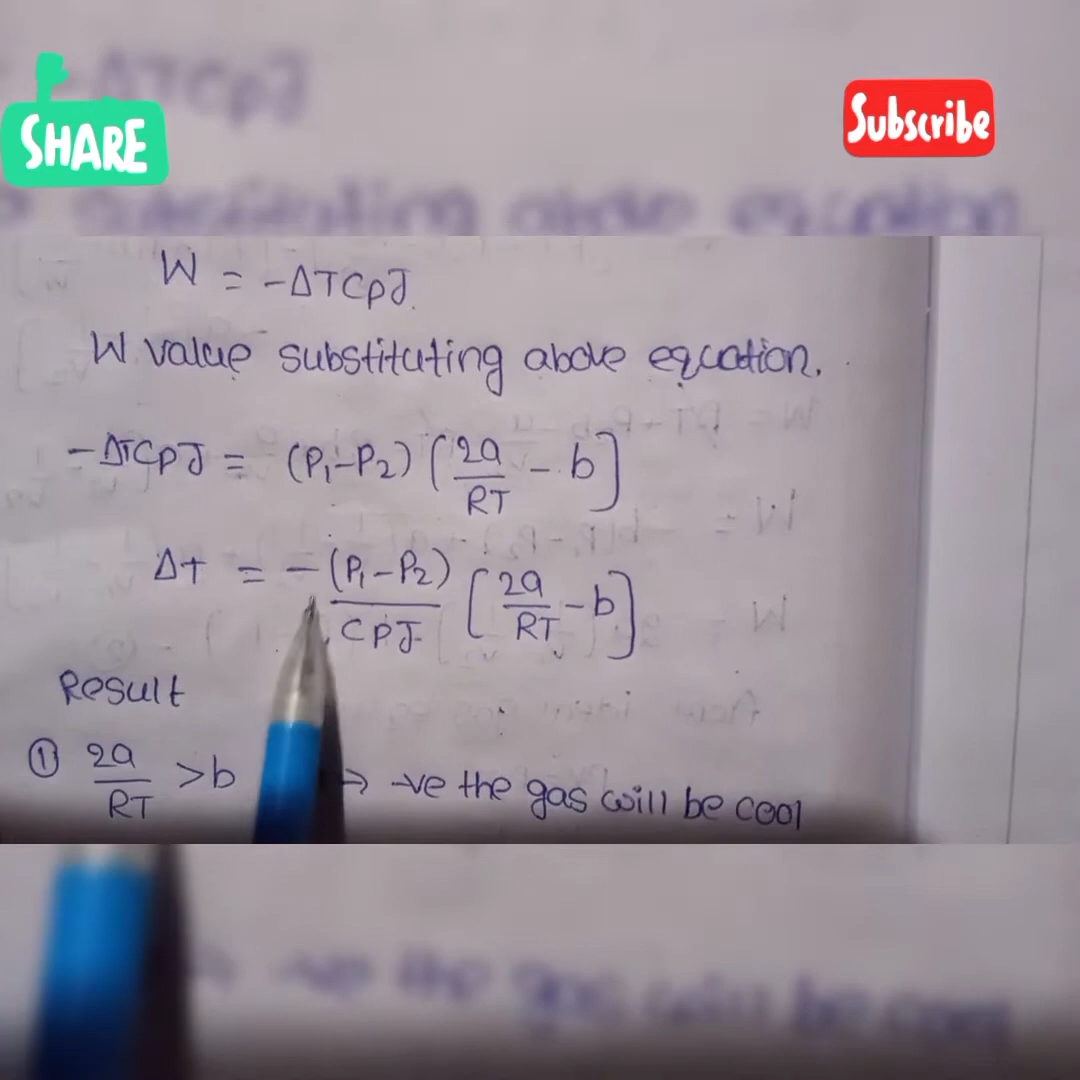 SHARE
Subscribe
W = -ΔTCpJ.
W value substituting above equation.
-ΔTCpJ = (P₁-P₂) [2a/RT - b]
Δt = -(P₁-P₂)/CpJ [2a/RT - b]
Result
① 2a/RT > b → -ve the gas will be cool